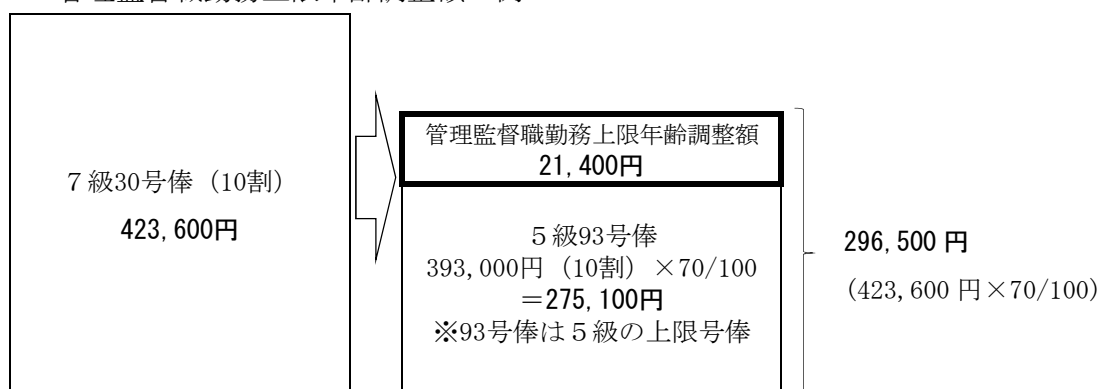 ７級30号俸（10割）
423,600円
管理監督職勤務上限年齢調整額
21,400円
５級93号俸
393,000円（10割）×70/100
＝275,100円
※93号俸は５級の上限号俸
296,500 円
（423,600 円×70/100）